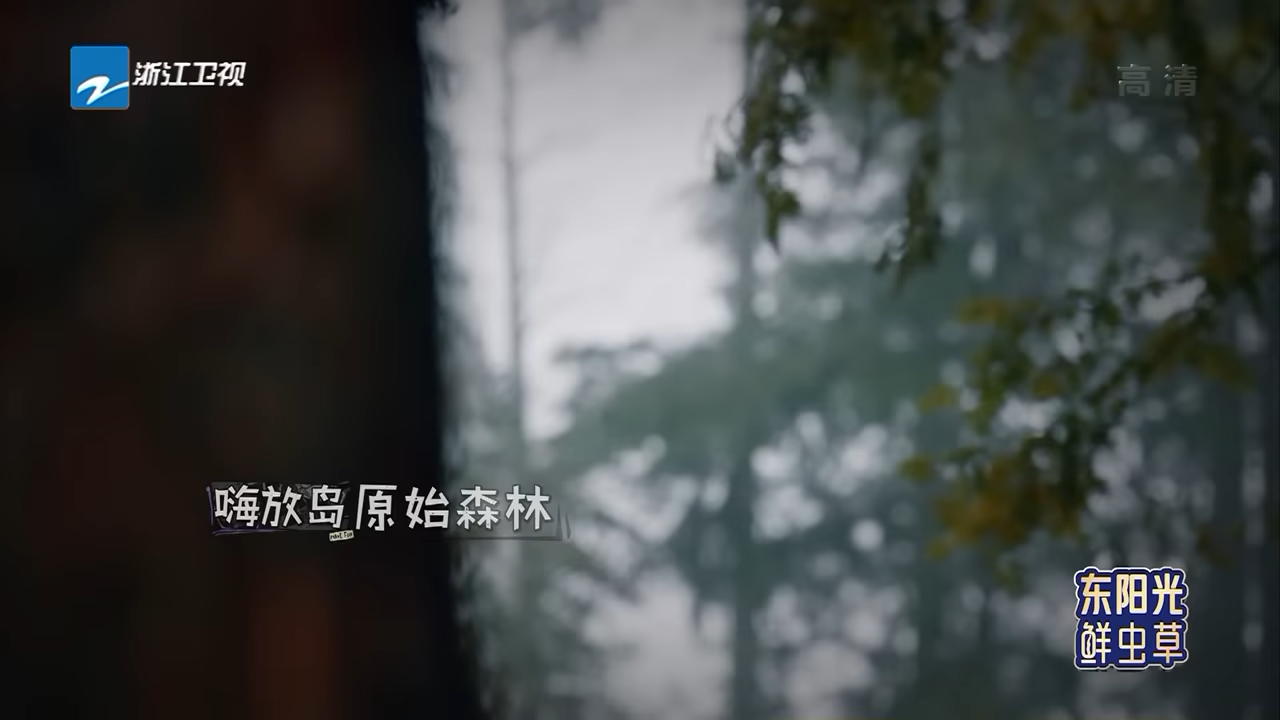 浙江卫视
高清
嗨放岛原始森林
东阳光
鲜虫草